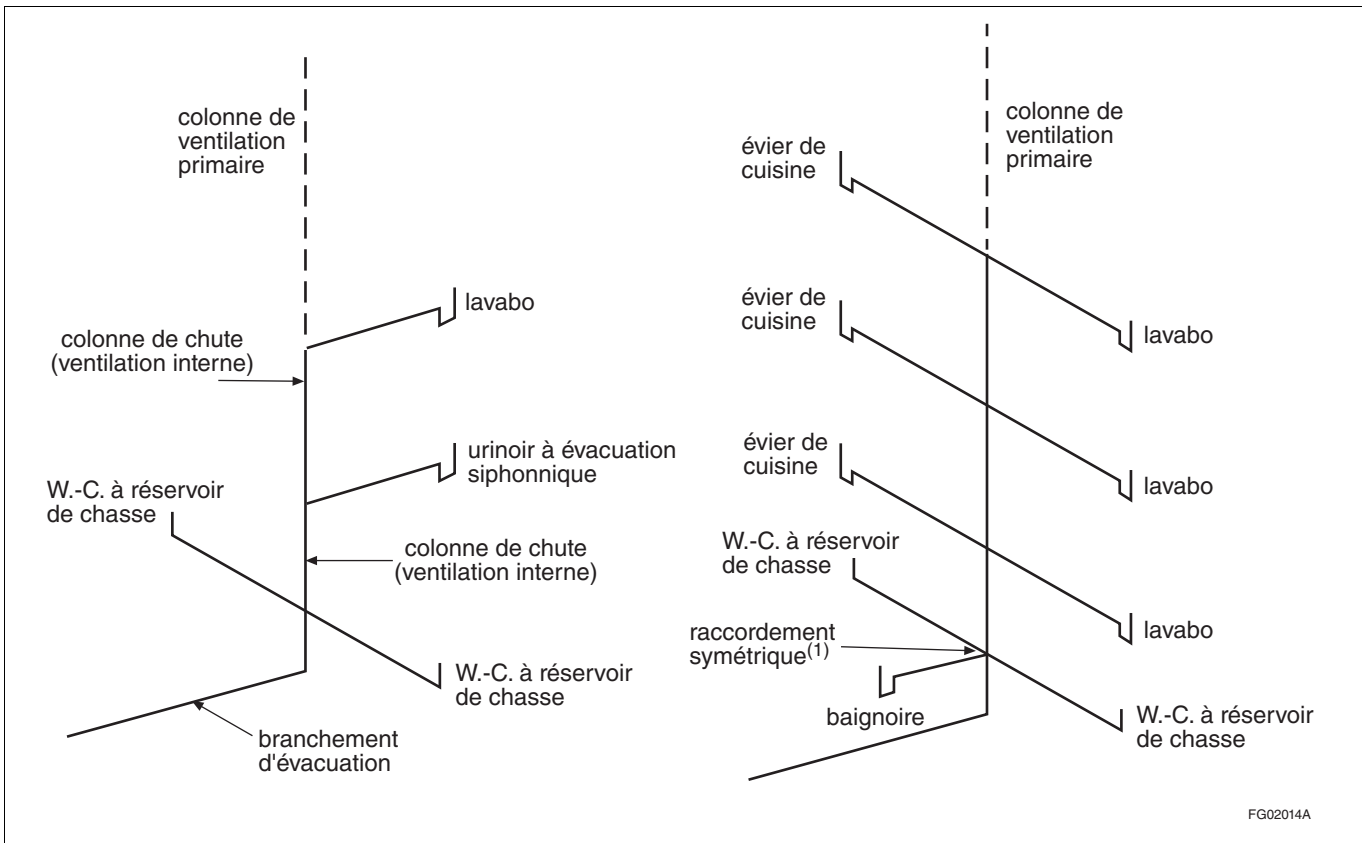 colonne de
ventilation
primaire
lavabo
colonne de chute
(ventilation interne)
urinoir à évacuation
siphonnique
W.-C. à réservoir
de chasse
colonne de chute
(ventilation interne)
W.-C. à réservoir
de chasse
branchement
d'évacuation
colonne de
ventilation
primaire
évier de
cuisine
lavabo
évier de
cuisine
lavabo
évier de
cuisine
lavabo
W.-C. à réservoir
de chasse
raccordement
symétrique(1)
baignoire
W.-C. à réservoir
de chasse
FG02014A